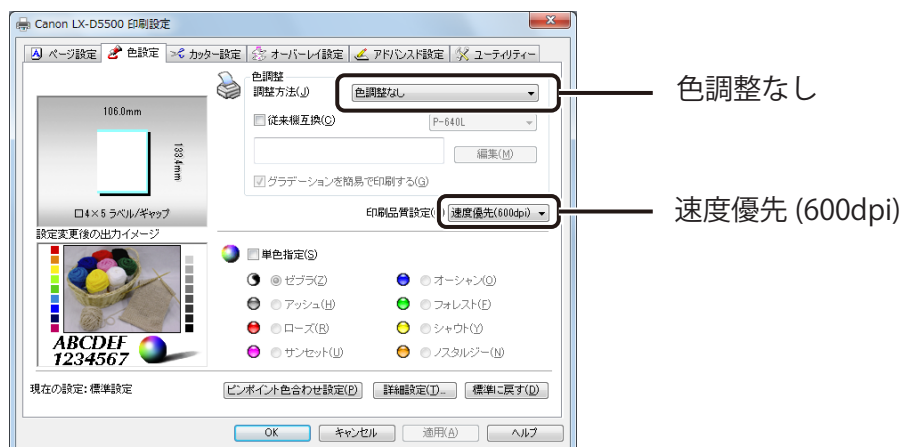 Canon LX-D5500 印刷設定
ページ設定 色設定 カッター設定 オーバーレイ設定 アドバンスド設定 ユーティリティー
色調整
調整方法(J) 色調整なし
色調整なし
106.0mm
133.4mm
従来機互換(C) P-640L
編集(M)
グラデーションを簡易で印刷する(G)
ロ4×5 ラベル/ギャップ
印刷品質設定( ) 速度優先(600dpi)
速度優先 (600dpi)
設定変更後の出力イメージ
単色指定(S)
ゼブラ(Z) オーシャン(O)
アッシュ(H) フォレスト(F)
ローズ(R) シャウト(Y)
サンセット(U) ノスタルジー(N)
ABCDEF
1234567
現在の設定: 標準設定
ピンポイント色合わせ設定(P) 詳細設定(T)... 標準に戻す(D)
OK キャンセル 適用(A) ヘルプ